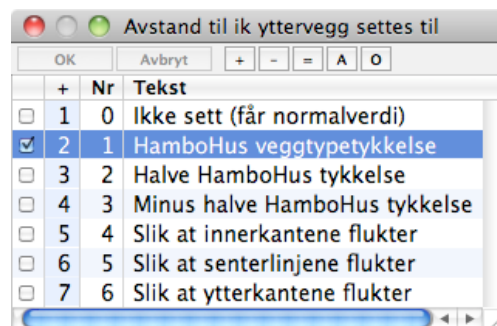 Avstand til ik yttervegg settes til
OK Avbryt + - = A O
+ Nr Tekst
1 0 Ikke sett (får normalverdi)
2 1 HamboHus veggtypetykkelse
3 2 Halve HamboHus tykkelse
4 3 Minus halve HamboHus tykkelse
5 4 Slik at innerkantene flukter
6 5 Slik at senterlinjene flukter
7 6 Slik at ytterkantene flukter